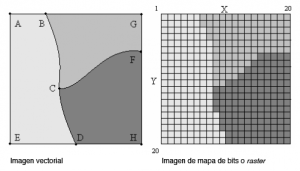 A B G
F
C
E D H
Imagen vectorial
1 X 20
Y
20
Imagen de mapa de bits o raster